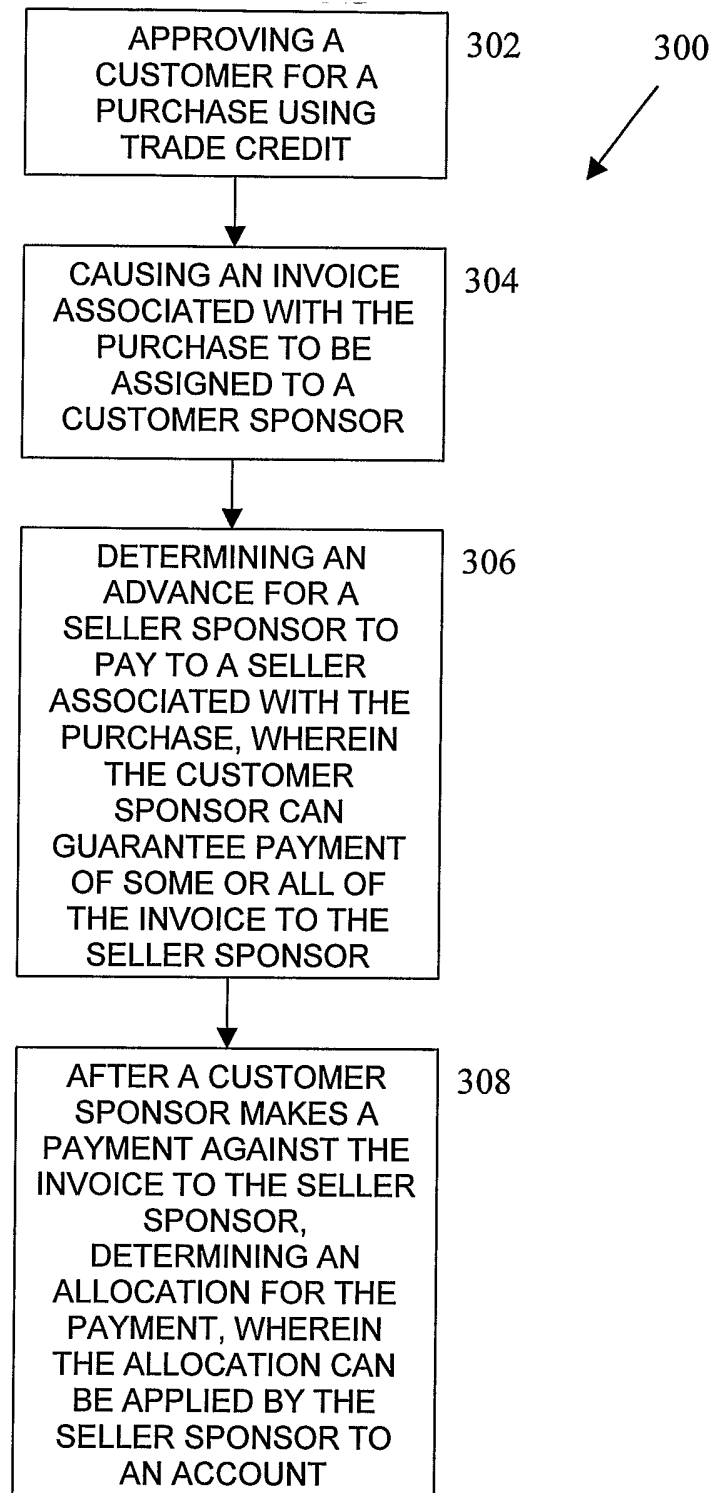 APPROVING A
CUSTOMER FOR A
PURCHASE USING
TRADE CREDIT
302
300
CAUSING AN INVOICE
ASSOCIATED WITH THE
PURCHASE TO BE
ASSIGNED TO A
CUSTOMER SPONSOR
304
DETERMINING AN
ADVANCE FOR A
SELLER SPONSOR TO
PAY TO A SELLER
ASSOCIATED WITH THE
PURCHASE, WHEREIN
THE CUSTOMER
SPONSOR CAN
GUARANTEE PAYMENT
OF SOME OR ALL OF
THE INVOICE TO THE
SELLER SPONSOR
306
AFTER A CUSTOMER
SPONSOR MAKES A
PAYMENT AGAINST THE
INVOICE TO THE SELLER
SPONSOR,
DETERMINING AN
ALLOCATION FOR THE
PAYMENT, WHEREIN
THE ALLOCATION CAN
BE APPLIED BY THE
SELLER SPONSOR TO
AN ACCOUNT
308